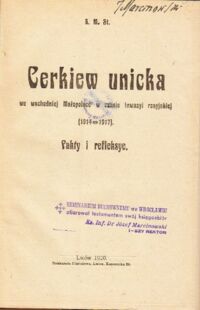 J. Marcinow
X. M. St.
Cerkiew unicka
we wschodniej Małopolsce w czasie inwazyi rosyjskiej
(1914–1917).
Fakty i refleksye.
SEMINARIUM DUCHOWNEMU we WROCŁAWIU
ofiarował testamentem swój księgozbiór
Ks. Inf. Dr Józef Marcinowski
I-SZY REKTOR
Lwów 1920.